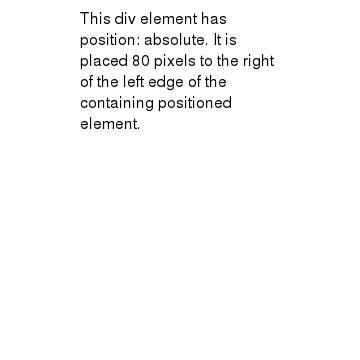 This div element has
position: absolute. It is
placed 80 pixels to the right
of the left edge of the
containing positioned
element.